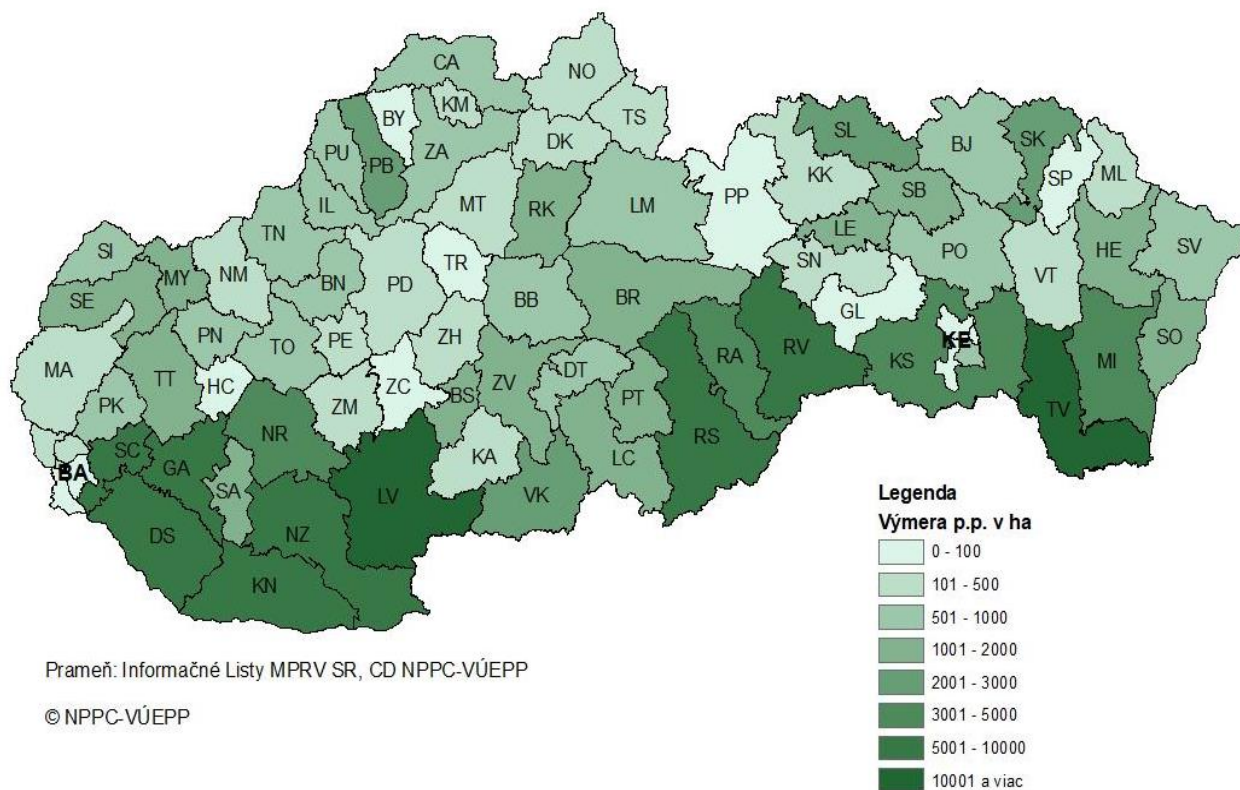 CA
NO
KM
TS
BY
PU
PB
ZA
DK
SL
BJ
SK
SP
ML
KK
SB
PP
IL
MT
RK
LM
LE
PO
HE
SV
TN
SI
MY
NM
TR
SN
VT
BN
PD
BB
BR
GL
SE
PN
TO
PE
ZH
KE
SO
MA
TT
HC
ZM
ZC
BS
ZV
DT
PT
RA
RV
KS
MI
PK
NR
TV
RS
SC
GA
SA
KA
LC
BA
LV
VK
DS
NZ
KN
Legenda
Výmera p.p. v ha
0 - 100
101 - 500
501 - 1000
1001 - 2000
2001 - 3000
3001 - 5000
5001 - 10000
10001 a viac
Prameň: Informačné Listy MPRV SR, CD NPPC-VÚEPP
© NPPC-VÚEPP